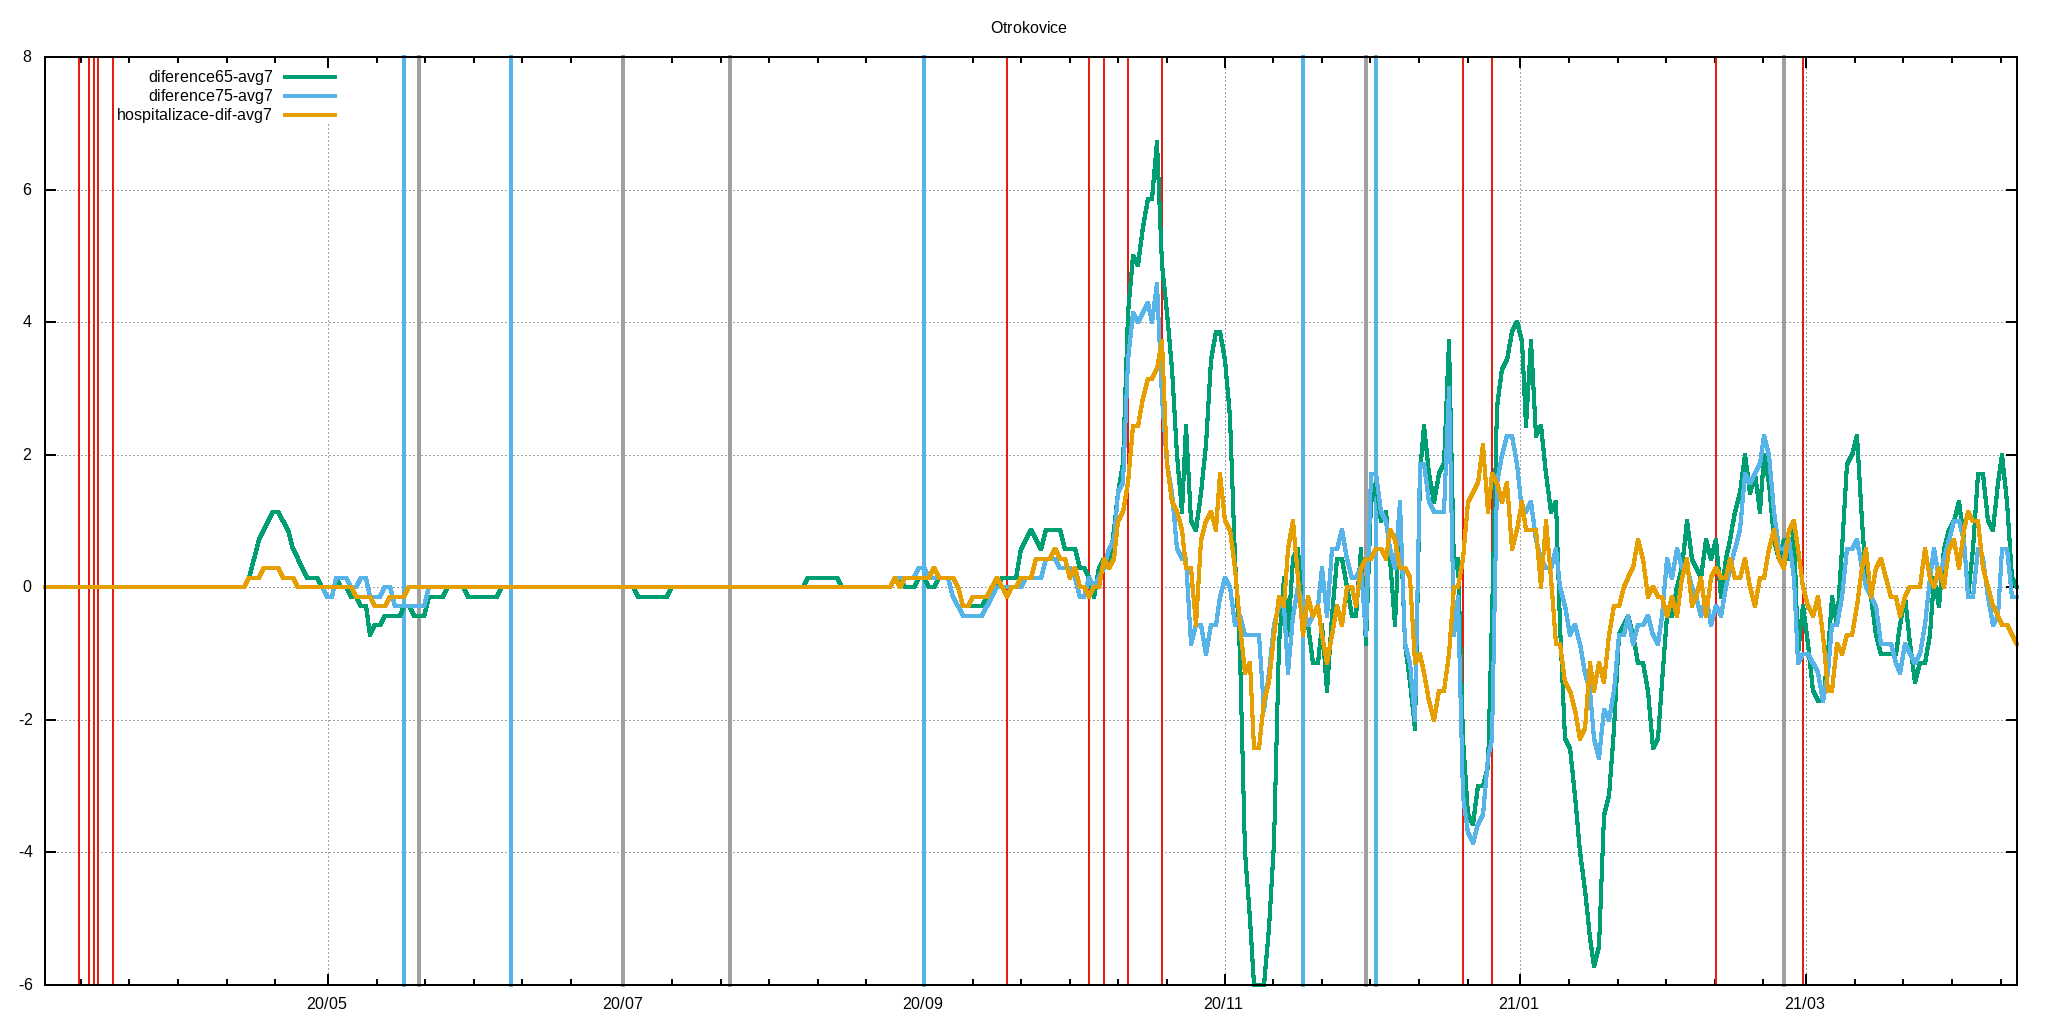 Otrokovice
8
diference65-avg7
diference75-avg7
hospitalizace-dif-avg7
6
4
2
0
-2
-4
-6
20/05 20/07 20/09 20/11 21/01 21/03